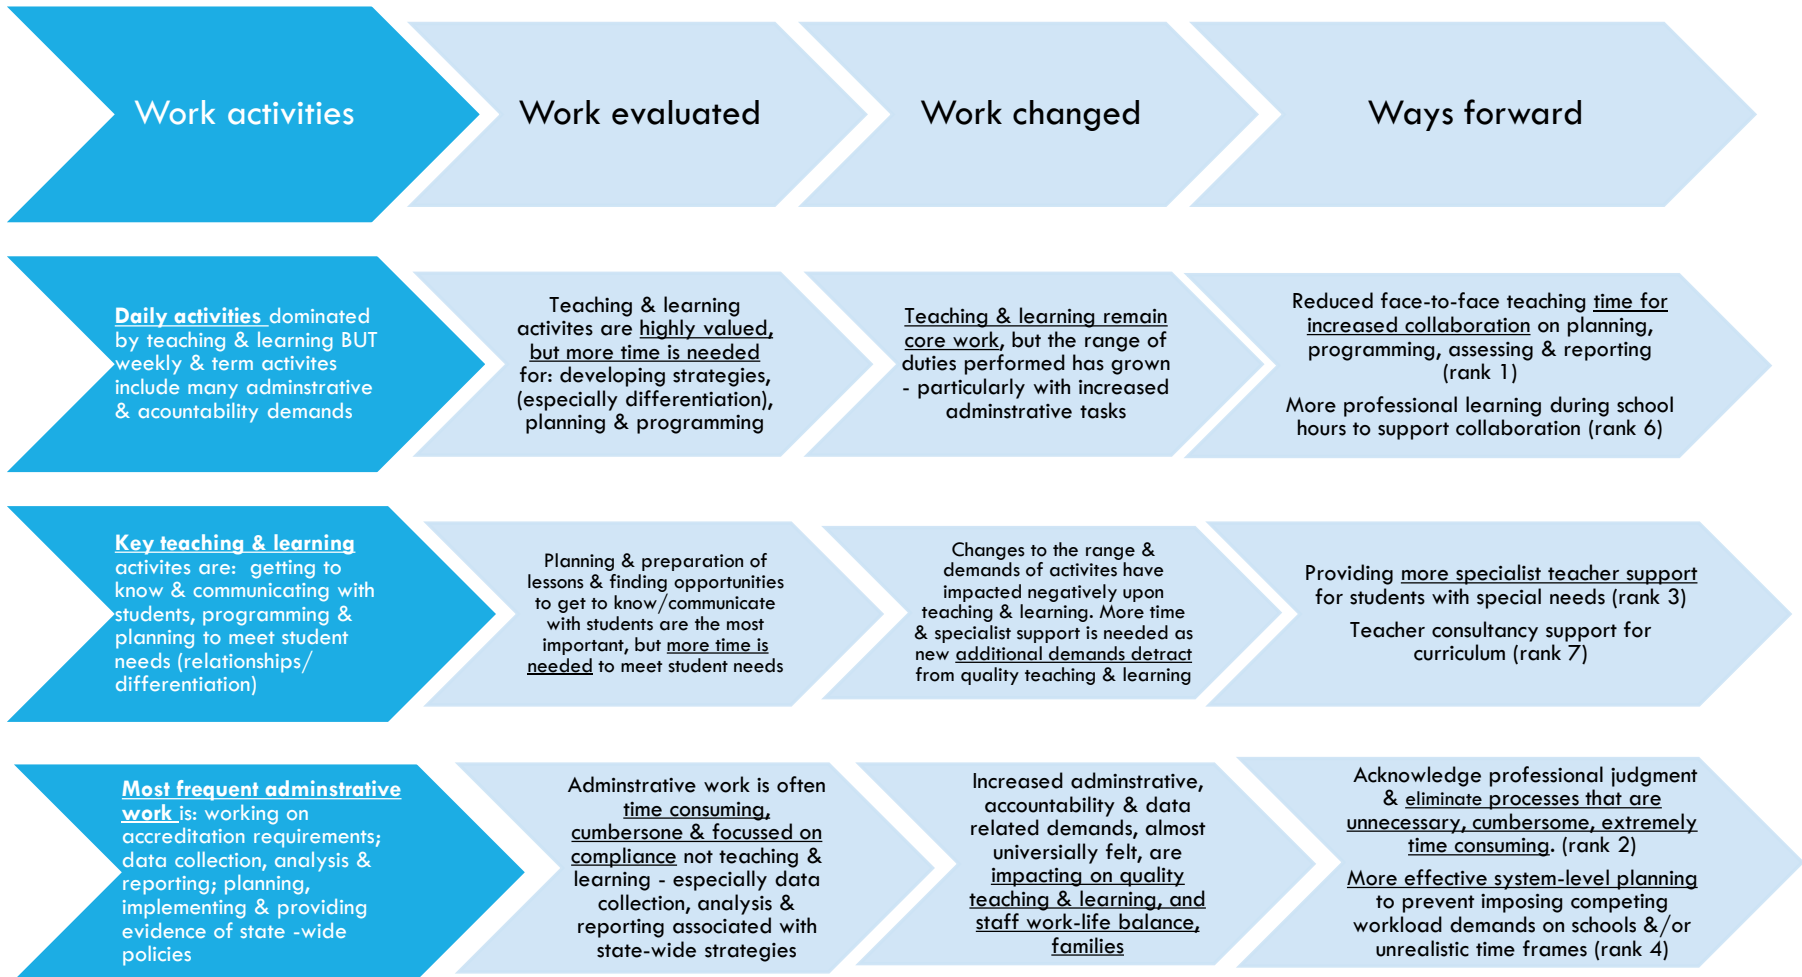 Work activities
Work evaluated
Work changed
Ways forward
Daily activities dominated
by teaching & learning BUT
weekly & term activites
include many adminstrative
& acountability demands
Teaching & learning
activites are highly valued,
but more time is needed
for: developing strategies,
(especially differentiation),
planning & programming
Teaching & learning remain
core work, but the range of
duties performed has grown
- particularly with increased
adminstrative tasks
Reduced face-to-face teaching time for
increased collaboration on planning,
programming, assessing & reporting
(rank 1)
More professional learning during school
hours to support collaboration (rank 6)
Key teaching & learning
activites are: getting to
know & communicating with
students, programming &
planning to meet student
needs (relationships/
differentiation)
Planning & preparation of
lessons & finding opportunities
to get to know/communicate
with students are the most
important, but more time is
needed to meet student needs
Changes to the range &
demands of activites have
impacted negatively upon
teaching & learning. More time
& specialist support is needed as
new additional demands detract
from quality teaching & learning
Providing more specialist teacher support
for students with special needs (rank 3)
Teacher consultancy support for
curriculum (rank 7)
Most frequent adminstrative
work is: working on
accreditation requirements;
data collection, analysis &
reporting; planning,
implementing & providing
evidence of state -wide
policies
Adminstrative work is often
time consuming,
cumbersone & focussed on
compliance not teaching &
learning - especially data
collection, analysis &
reporting associated with
state-wide strategies
Increased adminstrative,
accountability & data
related demands, almost
universially felt, are
impacting on quality
teaching & learning, and
staff work-life balance,
families
Acknowledge professional judgment
& eliminate processes that are
unnecessary, cumbersome, extremely
time consuming. (rank 2)
More effective system-level planning
to prevent imposing competing
workload demands on schools &/or
unrealistic time frames (rank 4)